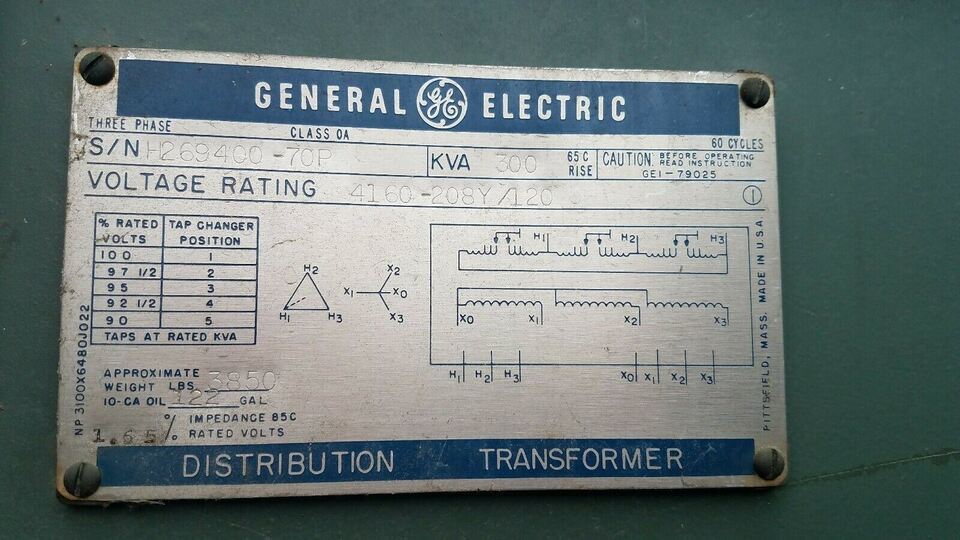 GENERAL GE ELECTRIC
THREE PHASE CLASS OA 60 CYCLES
S/N H269400-70P KVA 300 65C RISE CAUTION: BEFORE OPERATING READ INSTRUCTION GEI-79025
VOLTAGE RATING 4160-208Y/120 1
% RATED VOLTS TAP CHANGER POSITION
100 1
97 1/2 2
95 3
92 1/2 4
90 5
TAPS AT RATED KVA
H2
H1 H3
X2
X1 X0
X3
H1 H2 H3
X0 X1 X2 X3
H1 H2 H3 X0 X1 X2 X3
APPROXIMATE
WEIGHT LBS 3850
10-CA OIL 122 GAL
% IMPEDANCE 85C
1.65 % RATED VOLTS
NP 3100X6480J022
PITTSFIELD, MASS. MADE IN U.S.A
DISTRIBUTION TRANSFORMER